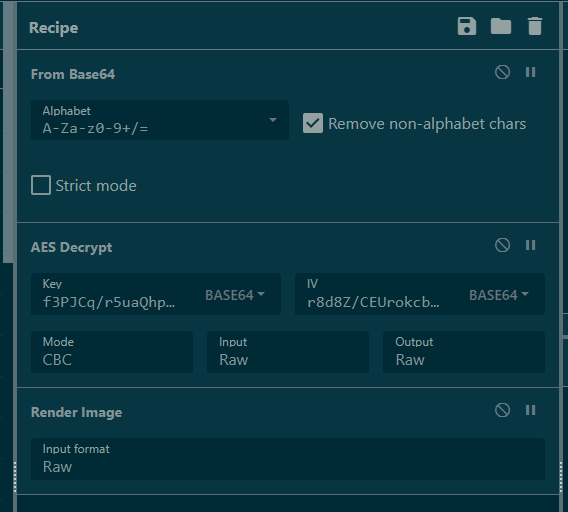 Recipe
From Base64
Alphabet
A-Za-z0-9+/=
Remove non-alphabet chars
Strict mode
AES Decrypt
Key
f3PJCq/r5uaQhp…
BASE64
IV
r8d8Z/CEUrokcb…
BASE64
Mode
CBC
Input
Raw
Output
Raw
Render Image
Input format
Raw